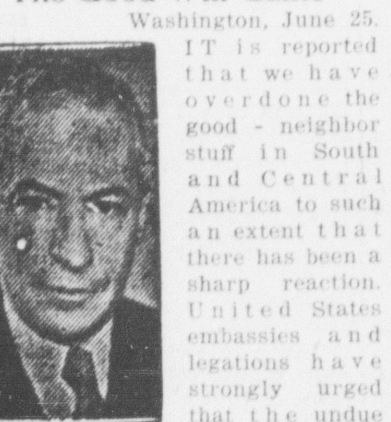 Washington, June 25.
IT is reported
that we have
overdone the
good - neighbor
stuff in South
and Central
America to such
an extent that
there has been a
sharp reaction.
United States
embassies and
legations have
strongly urged
that the undue